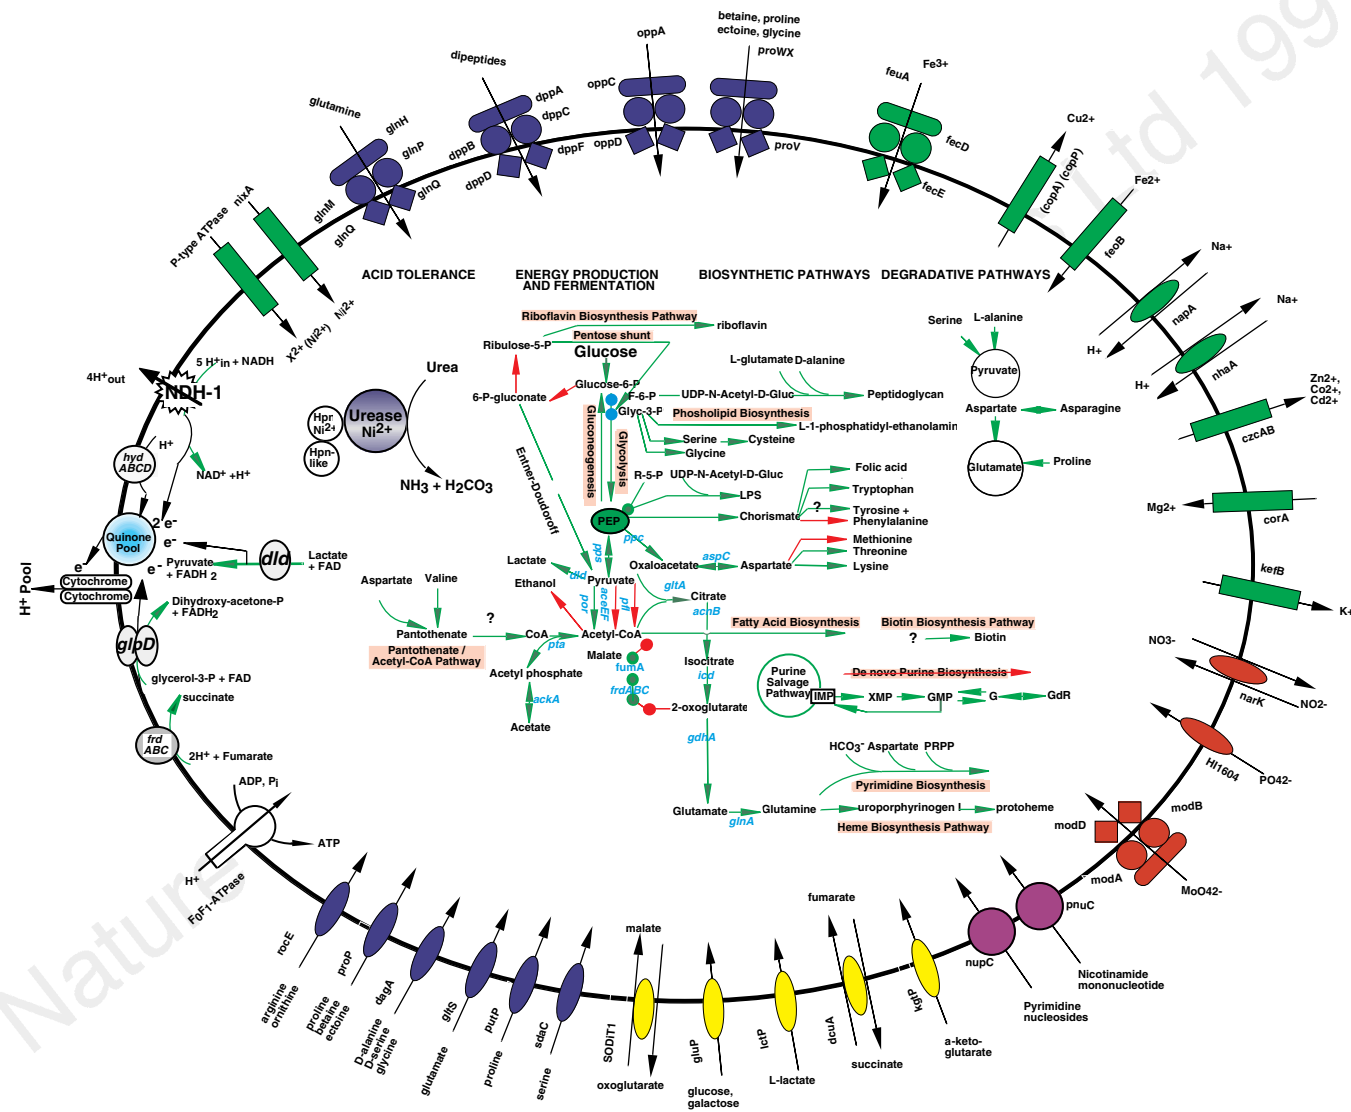 betaine, proline
ectoine, glycine
proWX
oppA
dipeptides
glutamine
feuA
Fe3+
oppC
dppA
dppC
glnH
glnP
dppB
dppF
oppD
proV
fecD
fecE
dppD
glnQ
glnM
glnQ
Cu2+
(copA) (copP)
Fe2+
feoB
nixA
P-type ATPase
Ni2+
X2+ (Ni2+)
Na+
napA
H+
Na+
nhaA
H+
Zn2+,
Co2+,
Cd2+
czcAB
Mg2+
corA
kefB
K+
NO3-
narK
NO2-
HI1604
PO42-
modB
modD
modA
MoO42-
pnuC
Nicotinamide
mononucleotide
nupC
Pyrimidine
nucleosides
ACID TOLERANCE
ENERGY PRODUCTION
AND FERMENTATION
BIOSYNTHETIC PATHWAYS
DEGRADATIVE PATHWAYS
Riboflavin Biosynthesis Pathway
riboflavin
Pentose shunt
Ribulose-5-P
Glucose
Glucose-6-P
6-P-gluconate
F-6-P
Glyc-3-P
L-glutamate
D-alanine
UDP-N-Acetyl-D-Gluc
Peptidoglycan
Phosholipid Biosynthesis
L-1-phosphatidyl-ethanolamin
Serine
Cysteine
Glycine
Gluconeogenesis
Glycolysis
Entner-Doudoroff
R-5-P
UDP-N-Acetyl-D-Gluc
LPS
Chorismate
Folic acid
Tryptophan
?
Tyrosine +
Phenylalanine
PEP
ppc
pps
Oxaloacetate
aspC
Aspartate
Methionine
Threonine
Lysine
Serine
L-alanine
Pyruvate
Aspartate
Asparagine
Glutamate
Proline
Urea
Hpr
Ni2+
Hpn-
like
Urease
Ni2+
NH3 + H2CO3
4H+out
5 H+in + NADH
NDH-1
H+
hyd
ABCD
NAD+ +H+
Quinone
Pool
2 e-
e-
e-
e-
Pyruvate
+ FADH 2
dld
Lactate
+ FAD
H+ Pool
Cytochrome
Cytochrome
Dihydroxy-acetone-P
+ FADH2
glpD
glycerol-3-P + FAD
succinate
frd
ABC
2H+ + Fumarate
ADP, Pi
ATP
H+
F0F1-ATPase
Lactate
Ethanol
dld
Pyruvate
por
aceEF
pfl
gltA
Citrate
acnB
Aspartate
Valine
Pantothenate
?
CoA
pta
Acetyl-CoA
Pantothenate /
Acetyl-CoA Pathway
Acetyl phosphate
ackA
Acetate
Malate
fumA
frdABC
2-oxoglutarate
Isocitrate
icd
gdhA
Glutamate
glnA
Glutamine
Fatty Acid Biosynthesis
Biotin Biosynthesis Pathway
?
Biotin
Purine
Salvage
Pathway
De novo Purine Biosynthesis
IMP
XMP
GMP
G
GdR
HCO3-
Aspartate
PRPP
Pyrimidine Biosynthesis
uroporphyrinogen I
protoheme
Heme Biosynthesis Pathway
rocE
arginine
ornithine
proP
proline
betaine
ectoine
dagA
D-alanine
D-serine
glycine
gltS
glutamate
putP
proline
sdaC
serine
malate
SODIT1
oxoglutarate
gluP
glucose,
galactose
lctP
L-lactate
fumarate
dcuA
succinate
kgtP
a-keto-
glutarate
Nature
Ltd 199